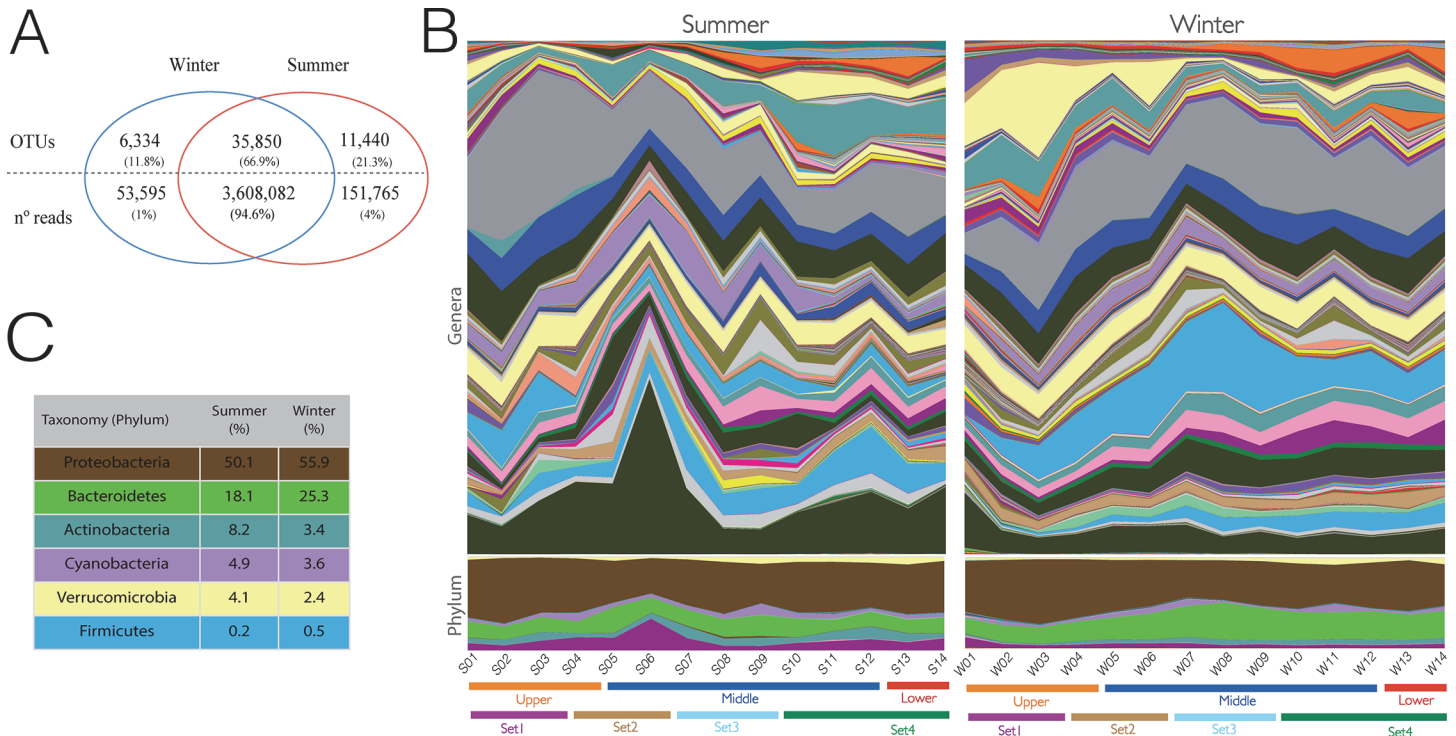 A
Winter Summer
OTUs 6,334 35,850 11,440
(11.8%) (66.9%) (21.3%)
nº reads 53,595 3,608,082 151,765
(1%) (94.6%) (4%)
C
Taxonomy (Phylum) Summer (%) Winter (%)
Proteobacteria 50.1 55.9
Bacteroidetes 18.1 25.3
Actinobacteria 8.2 3.4
Cyanobacteria 4.9 3.6
Verrucomicrobia 4.1 2.4
Firmicutes 0.2 0.5
B
Summer Winter
Genera
Phylum
S01 S02 S03 S04 S05 S06 S07 S08 S09 S10 S11 S12 S13 S14
W01 W02 W03 W04 W05 W06 W07 W08 W09 W10 W11 W12 W13 W14
Upper Middle Lower Upper Middle Lower
Set1 Set2 Set3 Set4 Set1 Set2 Set3 Set4